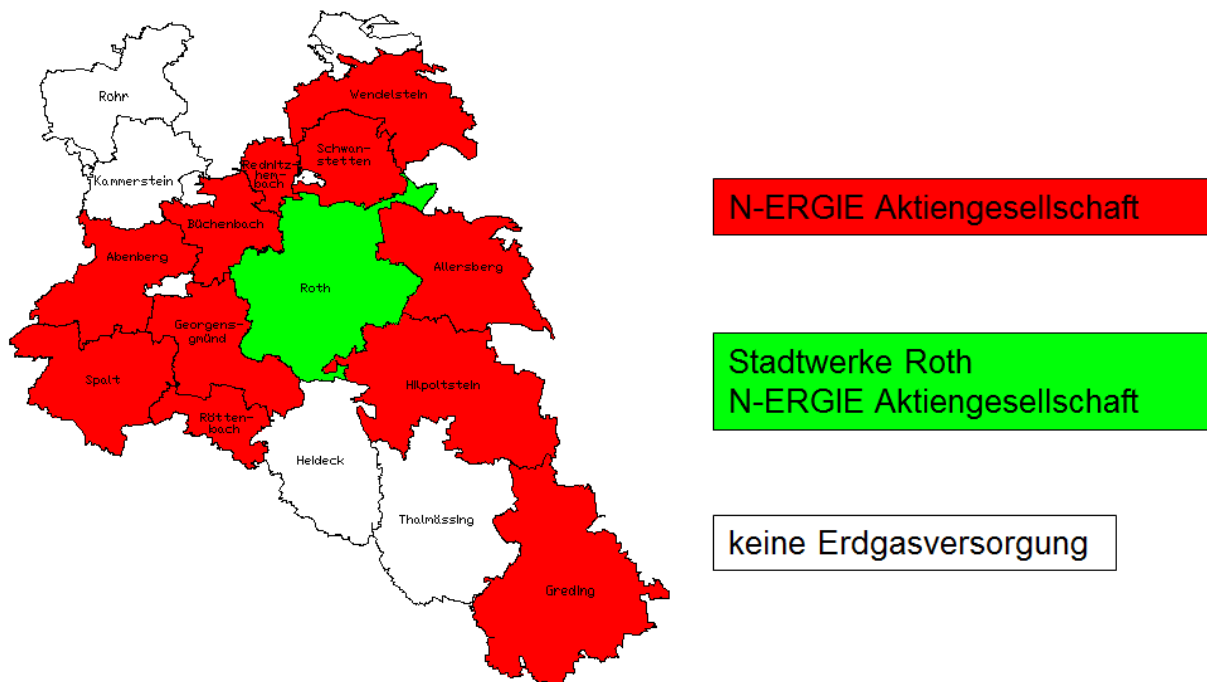 Rohr
Wendelstein
Schwan-
stetten
Rednitz-
hem-
bach
Kammerstein
Büchenbach
Abenberg
Allersberg
Roth
Georgens-
gmünd
Spalt
Hilpoltstein
Rötten-
bach
Heideck
Thalmässing
Greding
N-ERGIE Aktiengesellschaft
Stadtwerke Roth
N-ERGIE Aktiengesellschaft
keine Erdgasversorgung